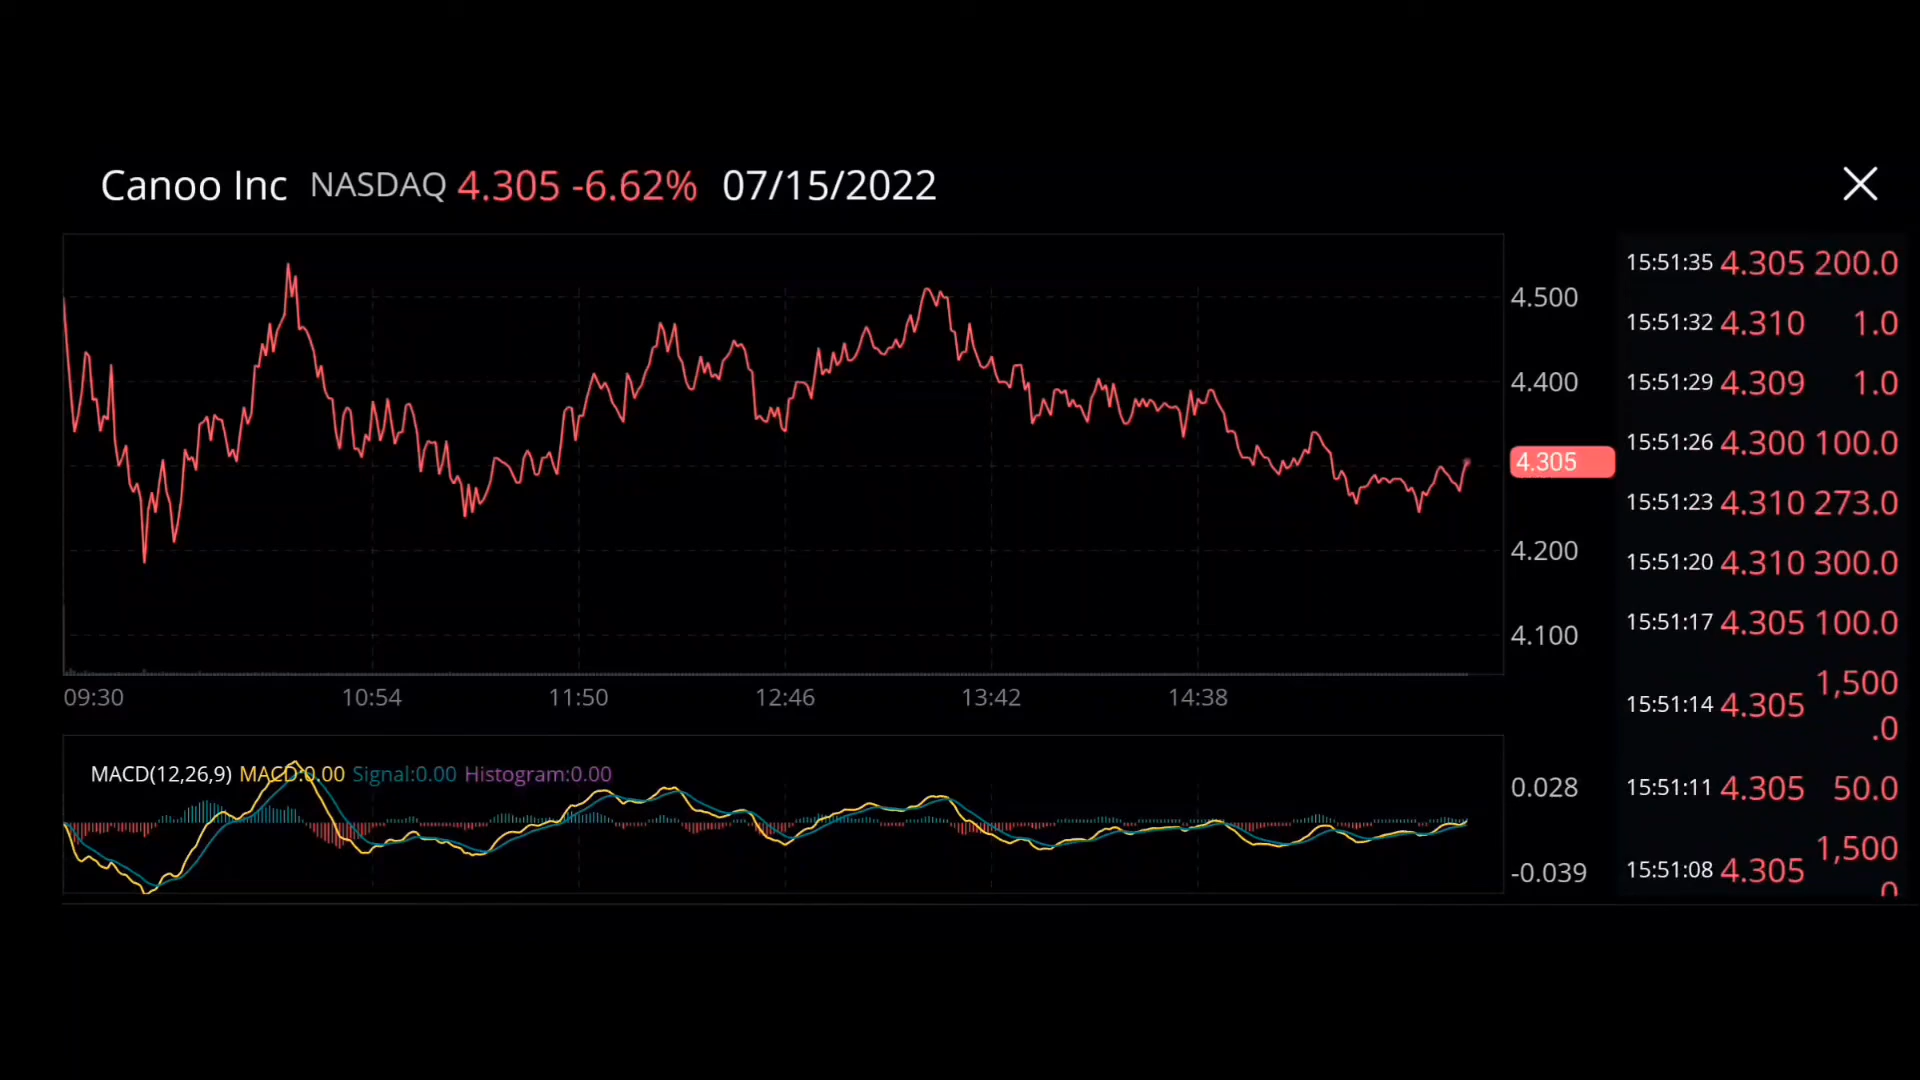 Canoo Inc NASDAQ 4.305 -6.62% 07/15/2022
4.500
4.400
4.305
4.200
4.100
09:30 10:54 11:50 12:46 13:42 14:38
MACD(12,26,9) MACD:0.00 Signal:0.00 Histogram:0.00
0.028
-0.039
15:51:35 4.305 200.0
15:51:32 4.310 1.0
15:51:29 4.309 1.0
15:51:26 4.300 100.0
15:51:23 4.310 273.0
15:51:20 4.310 300.0
15:51:17 4.305 100.0
15:51:14 4.305 1,500
.0
15:51:11 4.305 50.0
15:51:08 4.305 1,500